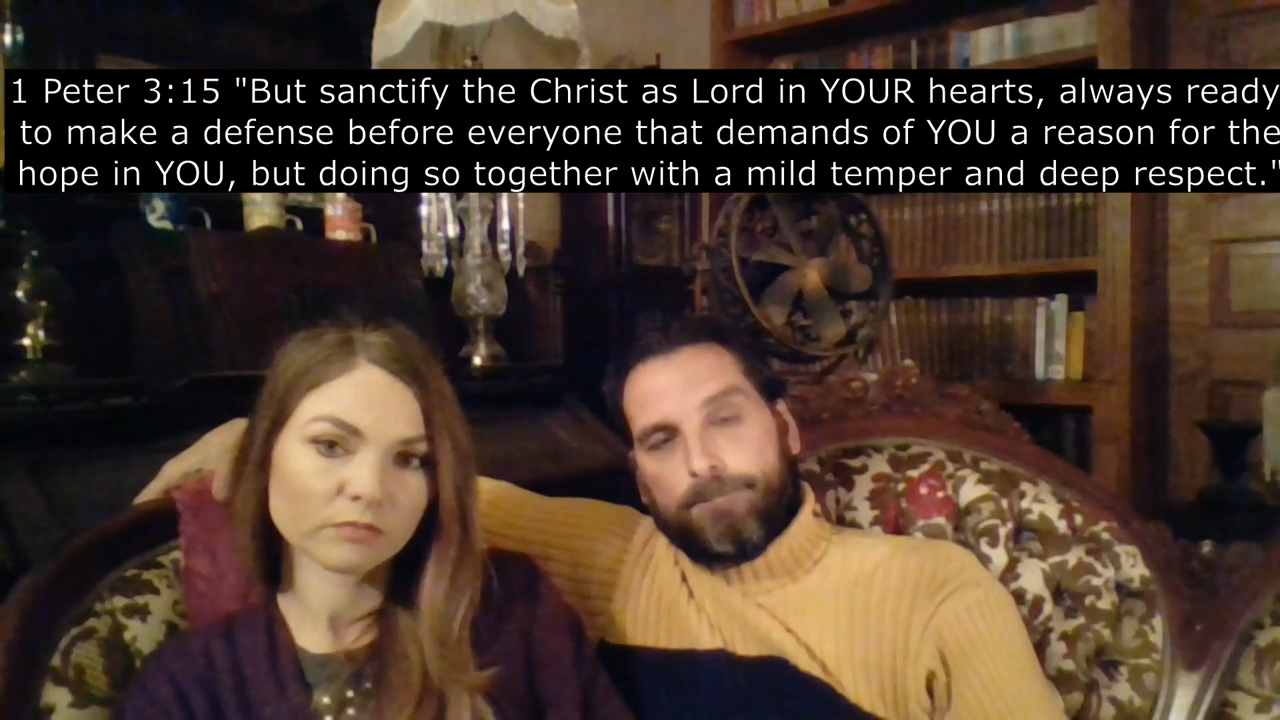 1 Peter 3:15 "But sanctify the Christ as Lord in YOUR hearts, always ready
to make a defense before everyone that demands of YOU a reason for the
hope in YOU, but doing so together with a mild temper and deep respect."